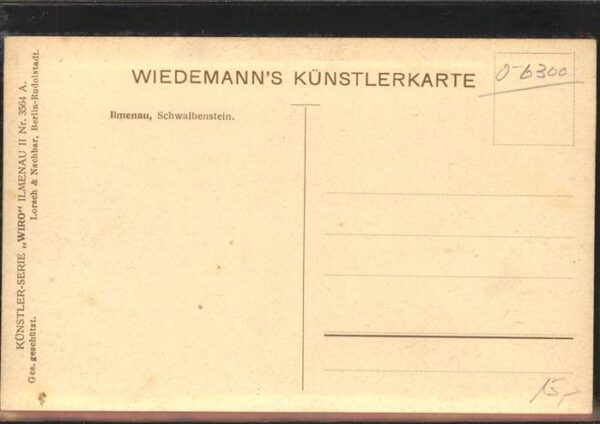 WIEDEMANN'S KÜNSTLERKARTE
O-6300
Ilmenau, Schwalbenstein.
KÜNSTLER-SERIE „WIRO" ILMENAU II Nr. 3564 A.
Ges. geschützt. Lorsch & Nachbar, Berlin-Rudolstadt.
15,-